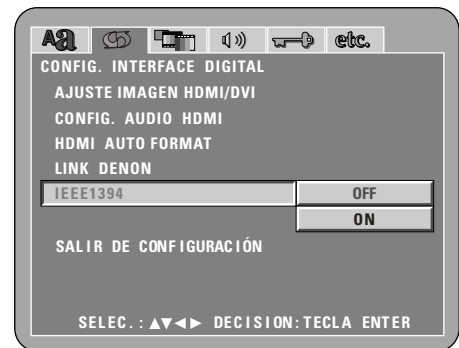 Aa etc.
CONFIG. INTERFACE DIGITAL
AJUSTE IMAGEN HDMI/DVI
CONFIG. AUDIO HDMI
HDMI AUTO FORMAT
LINK DENON
IEEE1394 OFF
ON
SALIR DE CONFIGURACIÓN
SELEC.:▲▼◄► DECISION:TECLA ENTER